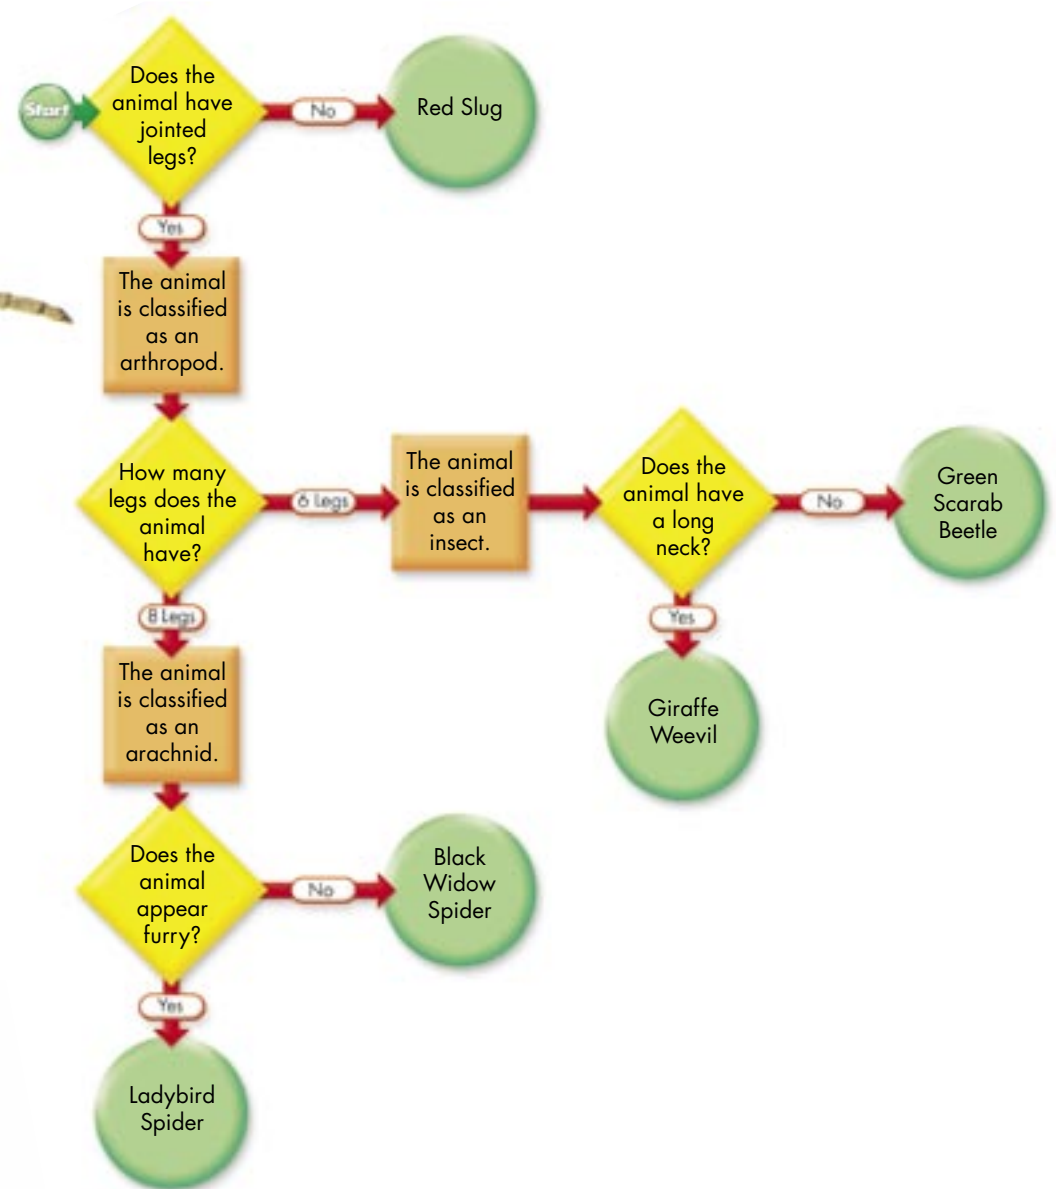 Start
Does the
animal have
jointed
legs?
No
Red Slug
Yes
The animal
is classified
as an
arthropod.
How many
legs does the
animal
have?
6 Legs
The animal
is classified
as an
insect.
Does the
animal have
a long
neck?
No
Green
Scarab
Beetle
Yes
Giraffe
Weevil
8 Legs
The animal
is classified
as an
arachnid.
Does the
animal
appear
furry?
No
Black
Widow
Spider
Yes
Ladybird
Spider